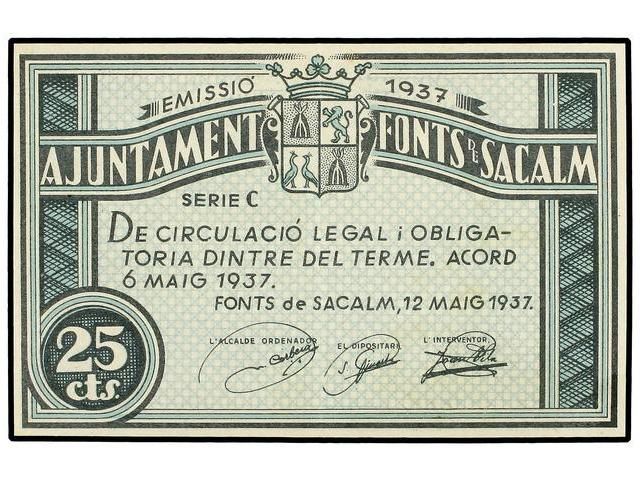 EMISSIÓ 1937
AJUNTAMENT FONTS DE SACALM
SERIE C
DE CIRCULACIÓ LEGAL i OBLIGA-
TORIA DINTRE DEL TERME. ACORD
6 MAIG 1937.
FONTS de SACALM, 12 MAIG 1937.
L'ALCALDE ORDENADOR EL DIPOSITARI, L'INTERVENTOR,
25
cts.